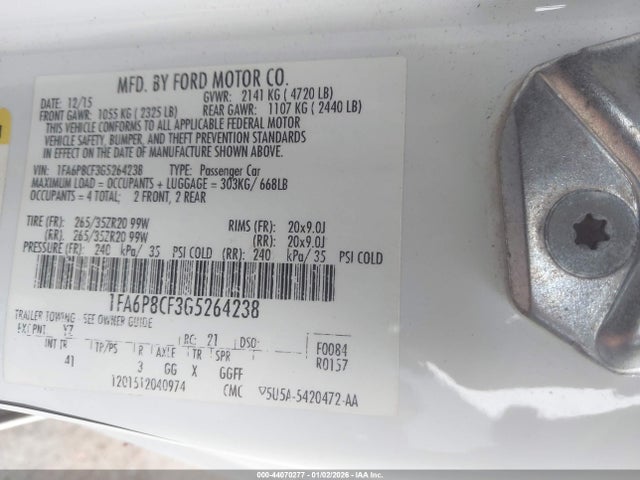 MFD. BY FORD MOTOR CO.
DATE: 12/15 GVWR: 2141 KG ( 4720 LB)
FRONT GAWR: 1055 KG ( 2325 LB) REAR GAWR: 1107 KG ( 2440 LB)
THIS VEHICLE CONFORMS TO ALL APPLICABLE FEDERAL MOTOR
VEHICLE SAFETY, BUMPER, AND THEFT PREVENTION STANDARDS
IN EFFECT ON THE DATE OF MANUFACTURE SHOWN ABOVE.
VIN: 1FA6P8CF3G5264238 TYPE: Passenger Car
MAXIMUM LOAD = OCCUPANTS + LUGGAGE = 303KG/ 668LB
OCCUPANTS = 4 TOTAL; 2 FRONT, 2 REAR
TIRE (FR): 265/35ZR20 99W RIMS (FR): 20x9.0J
(RR): 265/35ZR20 99W (RR): 20x9.0J
PRESSURE (FR): 240 kPa/ 35 PSI COLD (RR): 240 kPa/ 35 PSI COLD
1FA6P8CF3G5264238
TRAILER TOWING - SEE OWNER GUIDE
EXT PNT: YZ RC: 21 DSO: F0084
INT TR TP/PS R AXLE TR SPR R0157
41 3 GG X GGFF
1201512040974 CMC 5U5A-5420472-AA
000-44070277 - 01/02/2026 - IAAI.CA